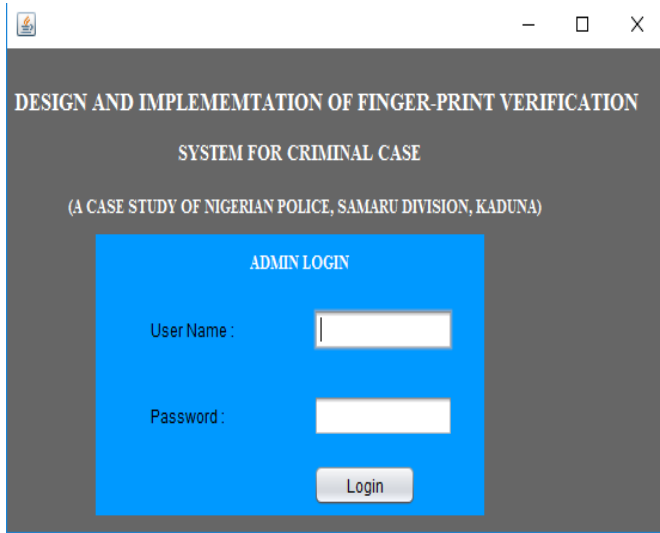 DESIGN AND IMPLEMEMTATION OF FINGER-PRINT VERIFICATION
SYSTEM FOR CRIMINAL CASE
(A CASE STUDY OF NIGERIAN POLICE, SAMARU DIVISION, KADUNA)
ADMIN LOGIN
User Name :
Password :
Login